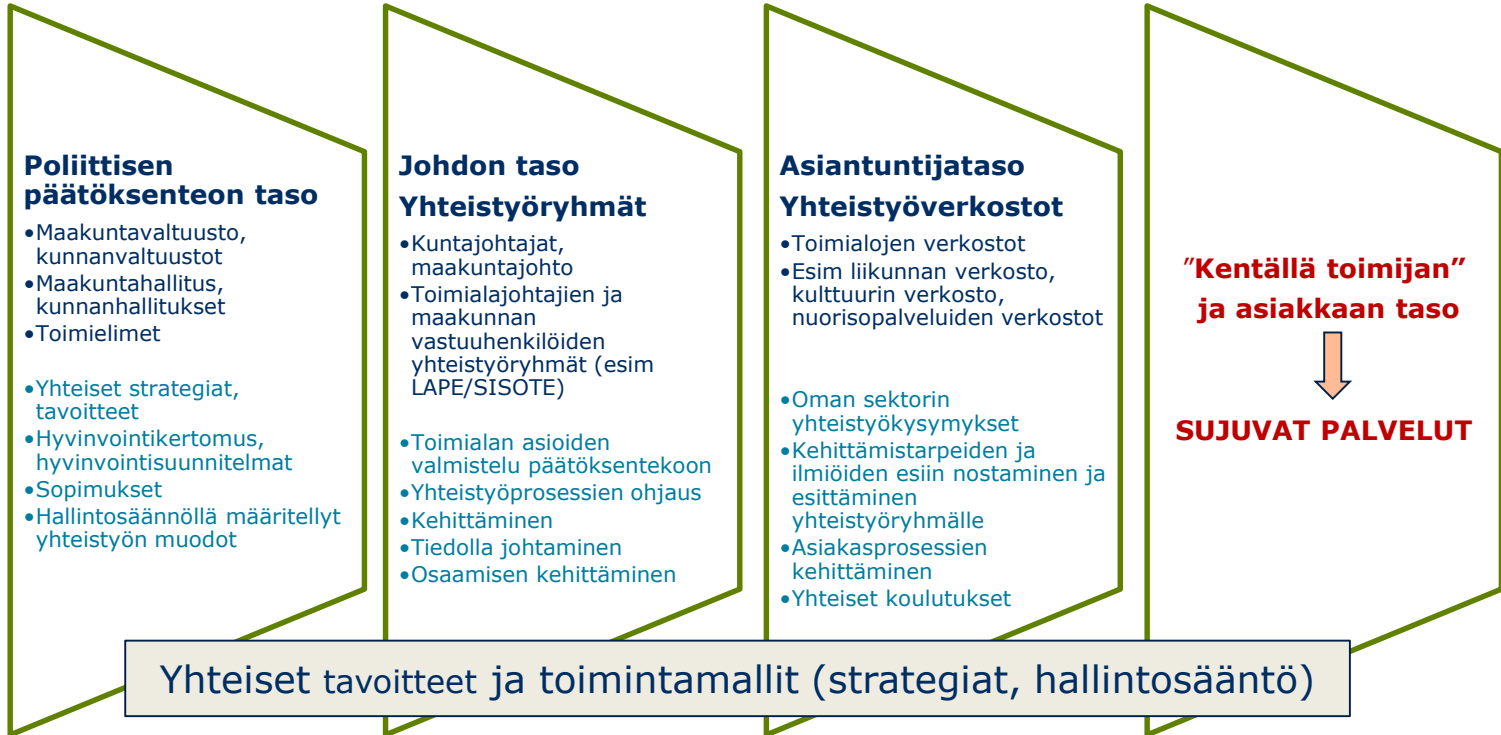 Poliittisen
päätöksenteon taso
•Maakuntavaltuusto,
kunnanvaltuustot
•Maakuntahallitus,
kunnanhallitukset
•Toimielimet
•Yhteiset strategiat,
tavoitteet
•Hyvinvointikertomus,
hyvinvointisuunnitelmat
•Sopimukset
•Hallintosäännöllä määritellyt
yhteistyön muodot
Johdon taso
Yhteistyöryhmät
•Kuntajohtajat,
maakuntajohto
•Toimialajohtajien ja
maakunnan
vastuuhenkilöiden
yhteistyöryhmät (esim
LAPE/SISOTE)
•Toimialan asioiden
valmistelu päätöksentekoon
•Yhteistyöprosessien ohjaus
•Kehittäminen
•Tiedolla johtaminen
•Osaamisen kehittäminen
Asiantuntijataso
Yhteistyöverkostot
•Toimialojen verkostot
•Esim liikunnan verkosto,
kulttuurin verkosto,
nuorisopalveluiden verkostot
•Oman sektorin
yhteistyökysymykset
•Kehittämistarpeiden ja
ilmiöiden esiin nostaminen ja
esittäminen
yhteistyöryhmälle
•Asiakasprosessien
kehittäminen
•Yhteiset koulutukset
”Kentällä toimijan”
ja asiakkaan taso
SUJUVAT PALVELUT
Yhteiset tavoitteet ja toimintamallit (strategiat, hallintosääntö)